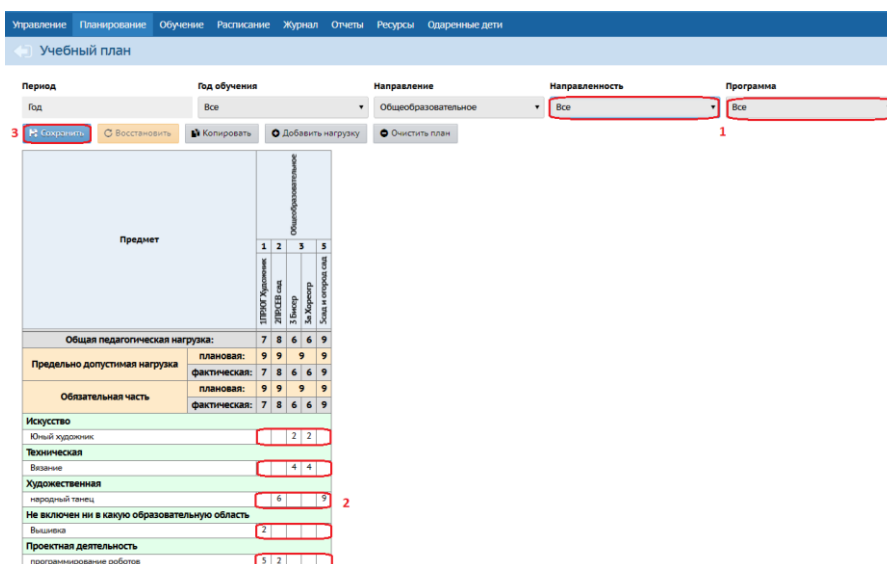 Управление Планирование Обучение Расписание Журнал Отчеты Ресурсы Одаренные дети
Учебный план
Период Год обучения Направление Направленность Программа
Год Все Общеобразовательное Все Все
3 Сохранить Восстановить Копировать Добавить нагрузку Очистить план 1
Общеобразовательное
Предмет
1 2 3 5
1ПРЮГ Художник 2ПРСЕВ сад 3 Бисер 3а Хореогр 5сад и огород сад
Общая педагогическая нагрузка: 7 8 6 6 9
Предельно допустимая нагрузка плановая: 9 9 9 9
фактическая: 7 8 6 6 9
Обязательная часть плановая: 9 9 9 9
фактическая: 7 8 6 6 9
Искусство
Юный художник 2 2
Техническая
Вязание 4 4
Художественная
народный танец 6 9 2
Не включен ни в какую образовательную область
Вышивка 2
Проектная деятельность
программирование роботов 5 2